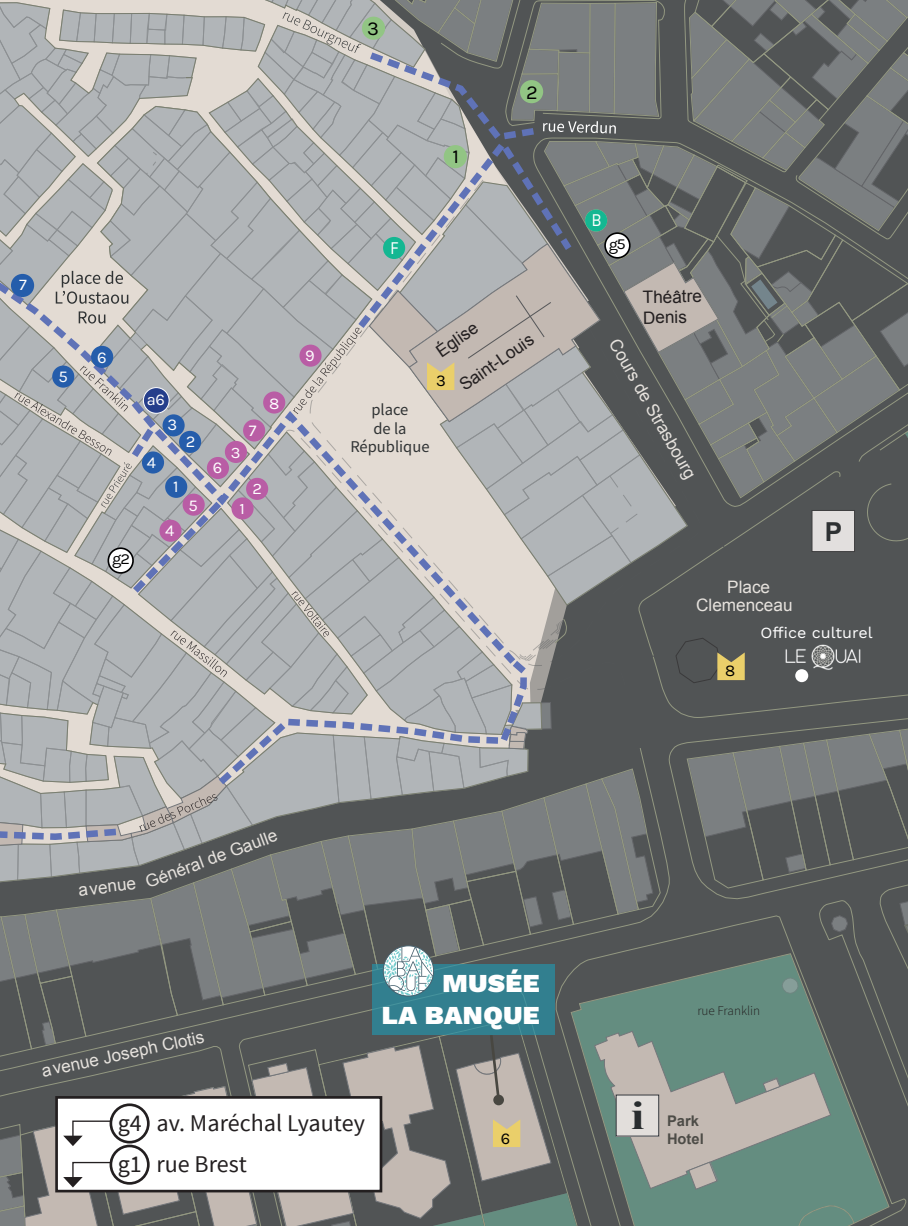 3
rue Bourgneuf
2
rue Verdun
1
B
F
g5
7
place de
L'Oustaou
Rou
Théâtre
Denis
Église
Saint-Louis
3
Cours de Strasbourg
9
rue de la République
6
5
rue Franklin
a6
8
place
de la
République
rue Alexandre Besson
3
2
7
3
6
4
1
2
5
1
rue Prieuré
4
g2
P
Place
Clemenceau
Office culturel
LE QUAI
8
rue Voltaire
rue Massillon
rue des Porches
avenue Général de Gaulle
LA
BAN
QUE
MUSÉE
LA BANQUE
rue Franklin
avenue Joseph Clotis
6
i
Park
Hotel
g4 av. Maréchal Lyautey
g1 rue Brest